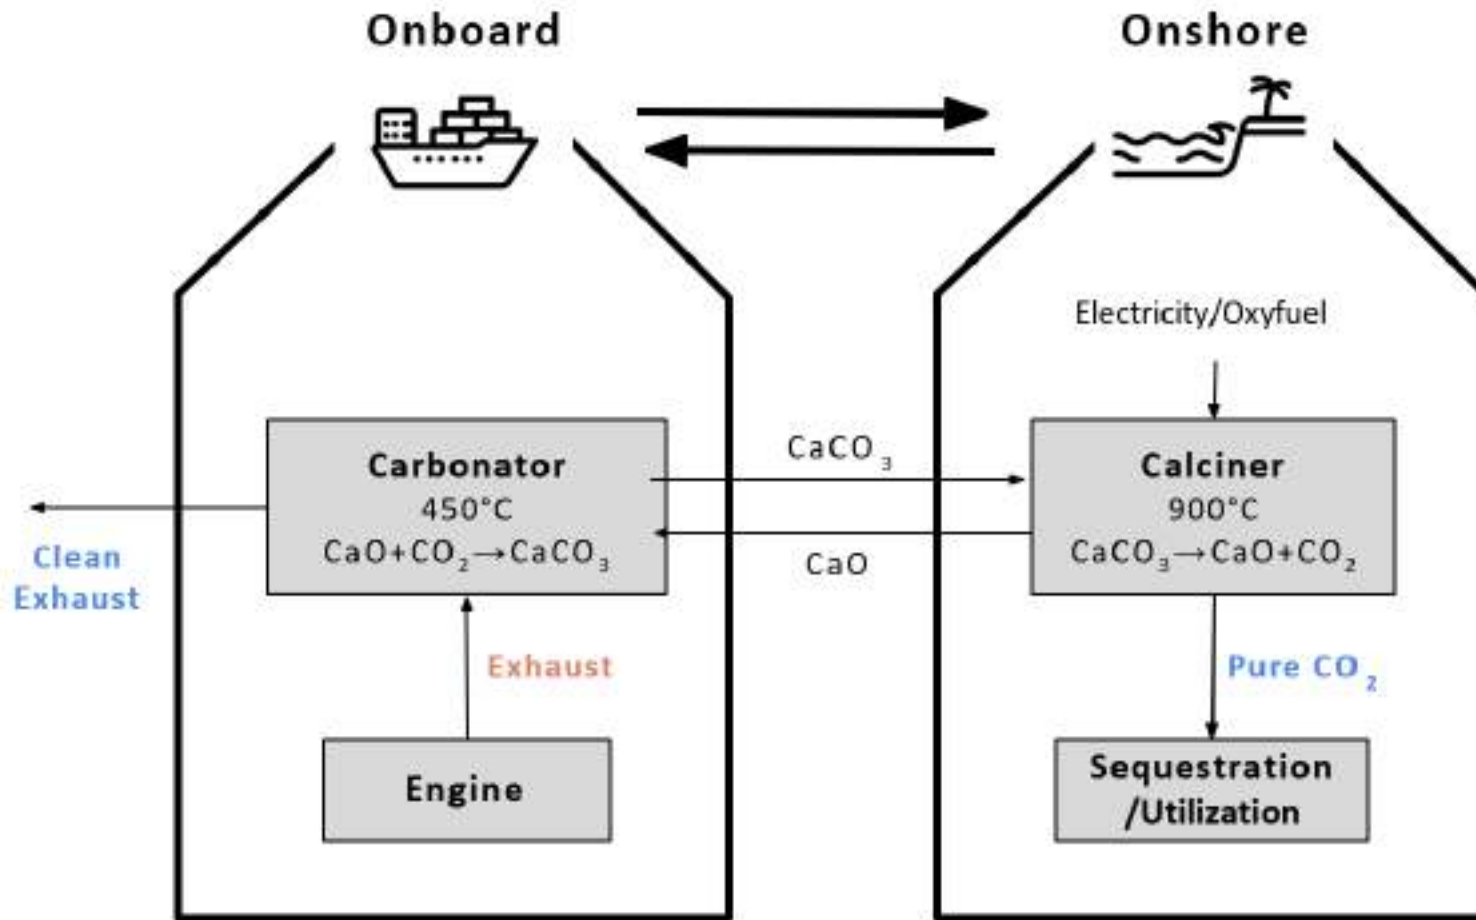 Onboard
Onshore
Electricity/Oxyfuel
Carbonator
450°C
CaO+CO₂→CaCO₃
CaCO₃
CaO
Calciner
900°C
CaCO₃→CaO+CO₂
Clean
Exhaust
Exhaust
Pure CO₂
Engine
Sequestration
/Utilization